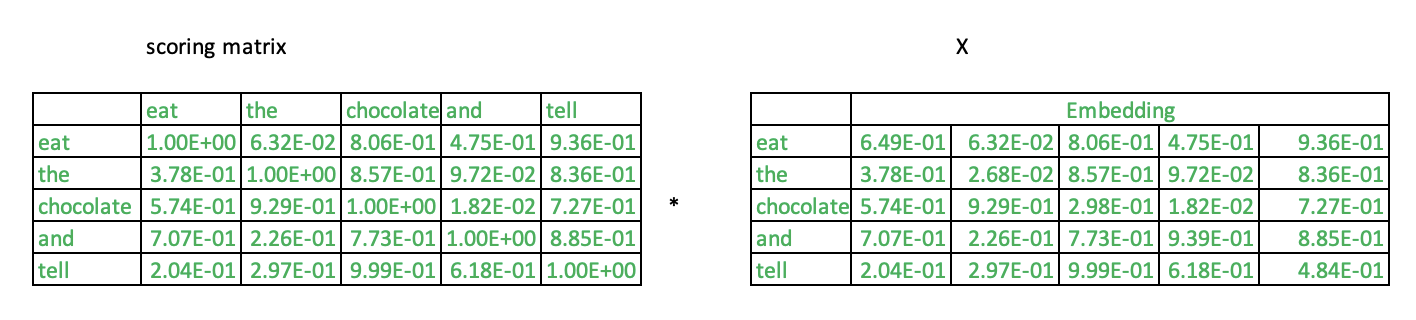 scoring matrix X
eat the chocolate and tell Embedding
eat 1.00E+00 6.32E-02 8.06E-01 4.75E-01 9.36E-01 eat 6.49E-01 6.32E-02 8.06E-01 4.75E-01 9.36E-01
the 3.78E-01 1.00E+00 8.57E-01 9.72E-02 8.36E-01 the 3.78E-01 2.68E-02 8.57E-01 9.72E-02 8.36E-01
chocolate 5.74E-01 9.29E-01 1.00E+00 1.82E-02 7.27E-01 * chocolate 5.74E-01 9.29E-01 2.98E-01 1.82E-02 7.27E-01
and 7.07E-01 2.26E-01 7.73E-01 1.00E+00 8.85E-01 and 7.07E-01 2.26E-01 7.73E-01 9.39E-01 8.85E-01
tell 2.04E-01 2.97E-01 9.99E-01 6.18E-01 1.00E+00 tell 2.04E-01 2.97E-01 9.99E-01 6.18E-01 4.84E-01